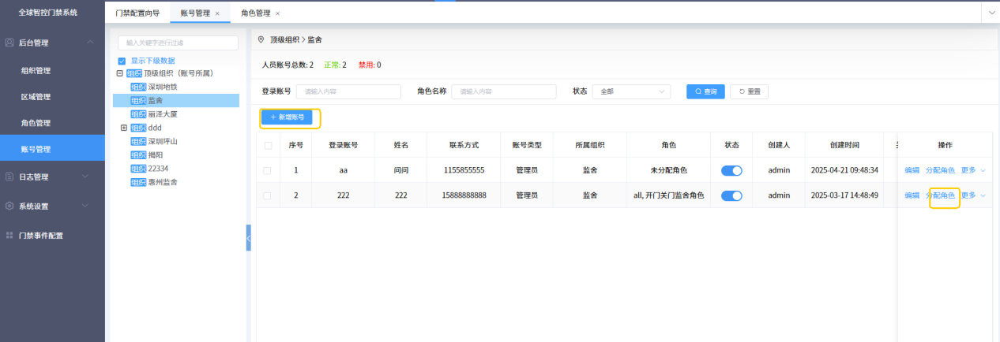 全球智控门禁系统
门禁配置向导 账号管理 × 角色管理 ×
后台管理
组织管理
区域管理
角色管理
账号管理
日志管理
系统设置
门禁事件配置
输入关键字进行过滤
显示下级数据
组织 顶级组织（账号所属）
组织 深圳地铁
组织 监舍
组织 丽泽大厦
组织 ddd
组织 深圳坪山
组织 揭阳
组织 22334
组织 惠州监舍
顶级组织 > 监舍
人员账号总数: 2 正常: 2 禁用: 0
登录账号 请输入内容 角色名称 请输入内容 状态 全部 查询 重置
+ 新增账号
序号 登录账号 姓名 联系方式 账号类型 所属组织 角色 状态 创建人 创建时间 操作
1 aa 问问 1155855555 管理员 监舍 未分配角色 admin 2025-04-21 09:48:34 编辑 分配角色 更多
2 222 222 15888888888 管理员 监舍 all, 开门关门监舍角色 admin 2025-03-17 14:48:49 编辑 分配角色 更多